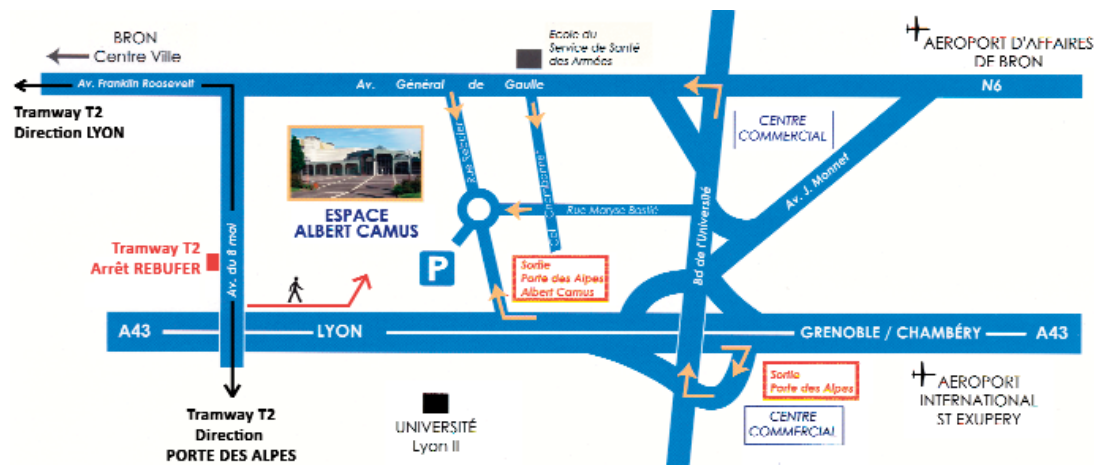 BRON
Centre Ville
Ecole du
Service de Santé
des Armées
AEROPORT D'AFFAIRES
DE BRON
Av. Franklin Roosevelt
Av. Général de Gaulle
N6
Tramway T2
Direction LYON
CENTRE
COMMERCIAL
Rue
Av. J. Monnet
Rue Maryse Bastié
ESPACE
ALBERT CAMUS
Bd de l'Université
Tramway T2
Arrêt REBUFER
Av. du 8 mai
P
Sortie
Porte des Alpes
Albert Camus
A43
LYON
GRENOBLE / CHAMBÉRY
A43
Sortie
Porte des Alpes
AEROPORT
INTERNATIONAL
ST EXUPERY
CENTRE
COMMERCIAL
Tramway T2
Direction
PORTE DES ALPES
UNIVERSITÉ
Lyon II